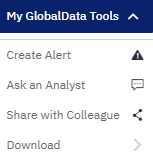 My GlobalData Tools
Create Alert
Ask an Analyst
Share with Colleague
Download